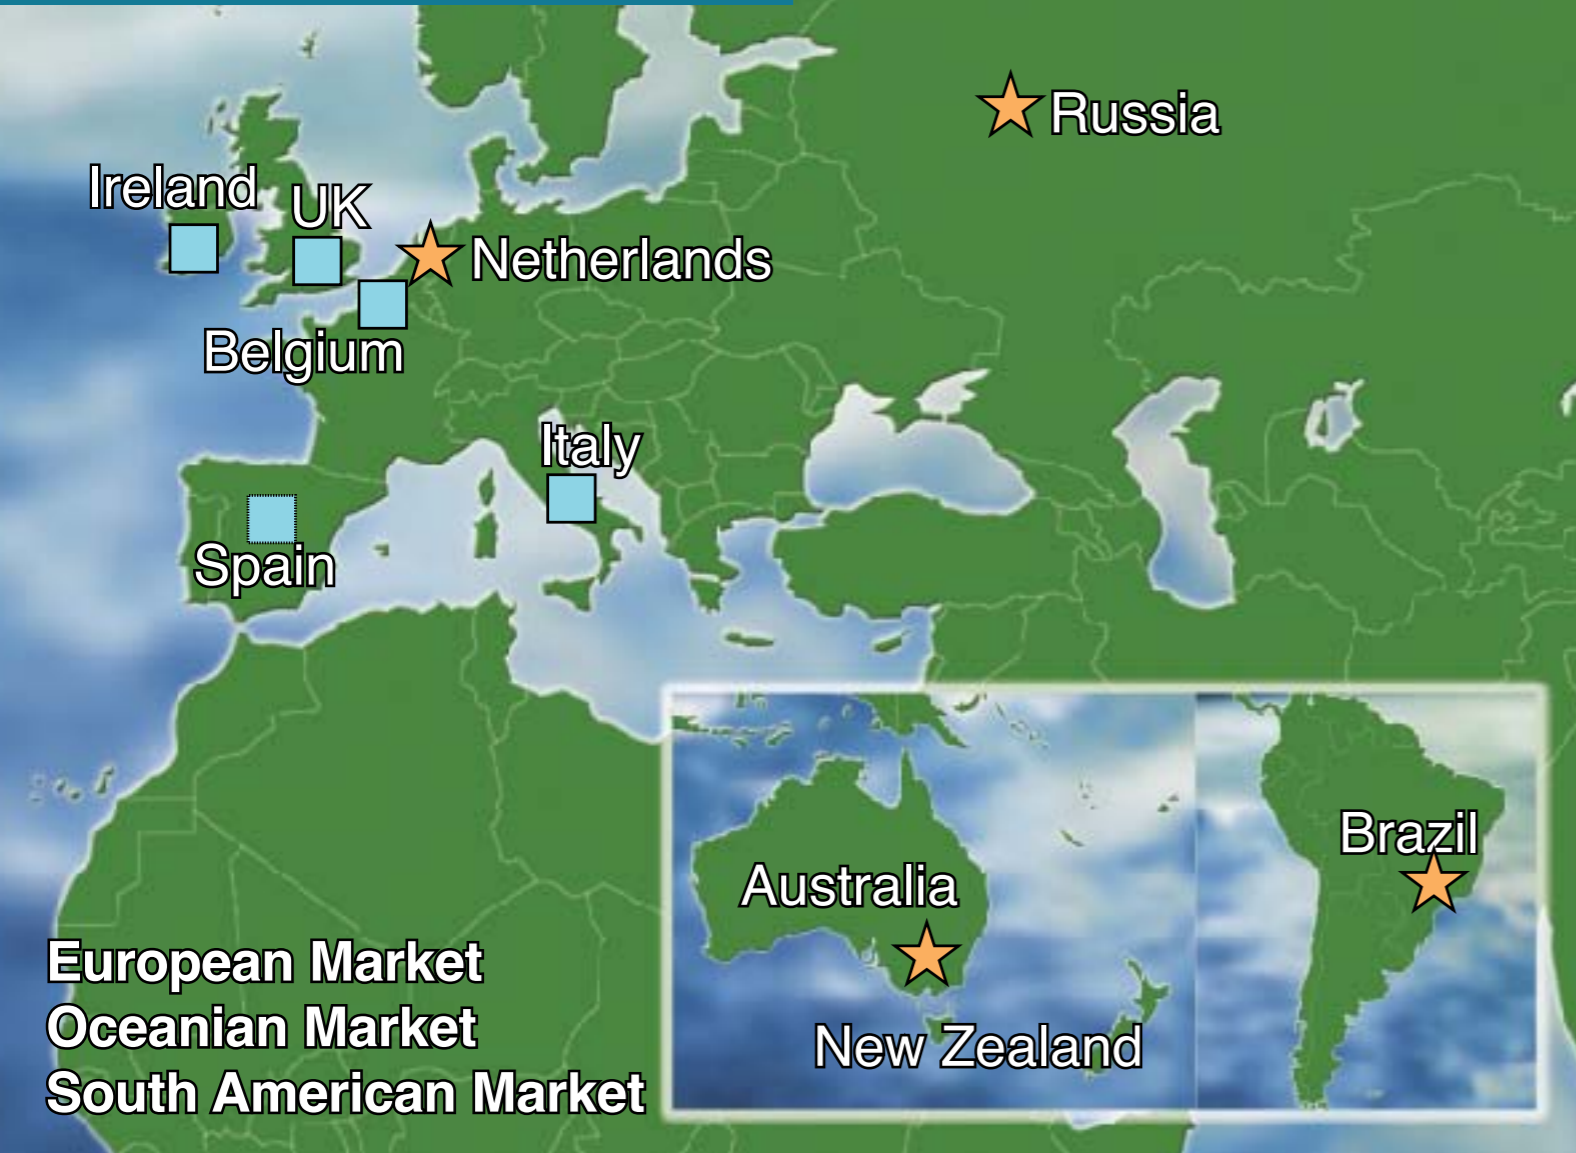 Russia
Ireland
UK
Netherlands
Belgium
Italy
Spain
Brazil
Australia
New Zealand
European Market
Oceanian Market
South American Market